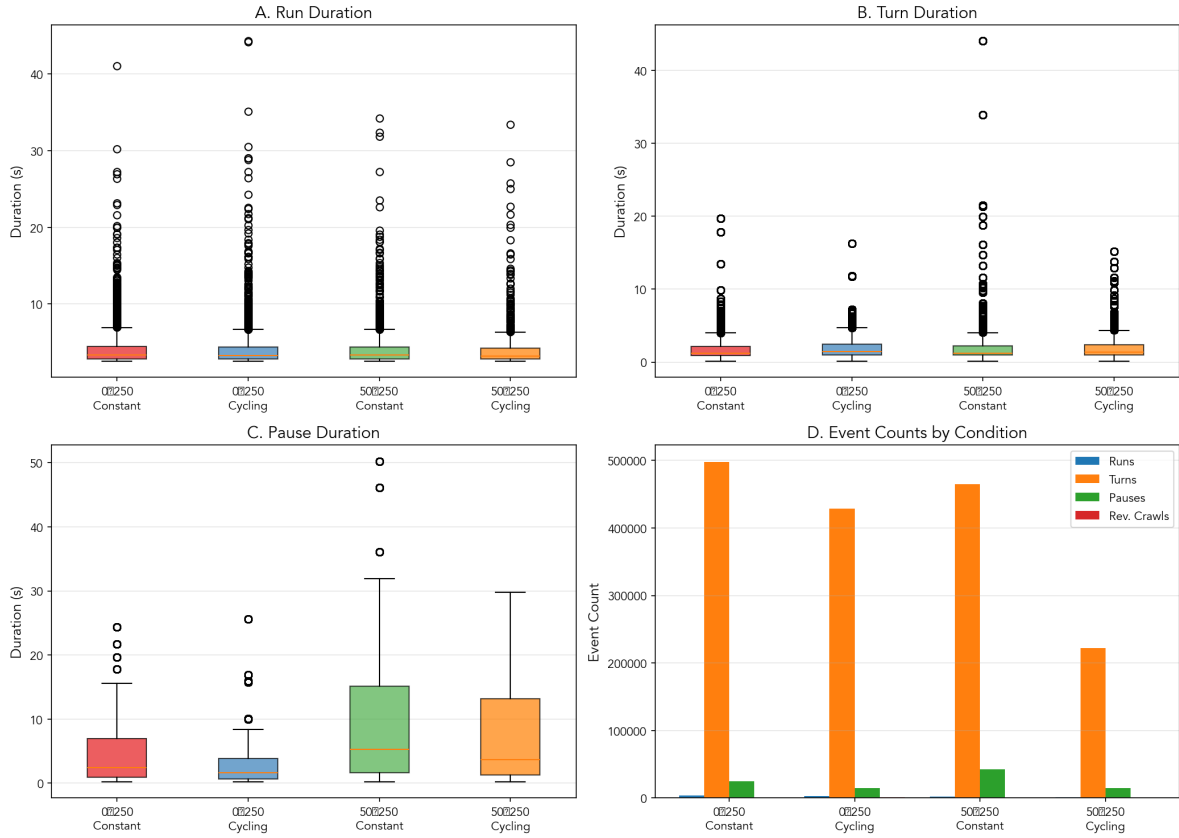 A. Run Duration
Duration (s)
40
30
20
10
0▯▯250
Constant
0▯▯250
Cycling
50▯▯250
Constant
50▯▯250
Cycling
B. Turn Duration
Duration (s)
40
30
20
10
0
0▯▯250
Constant
0▯▯250
Cycling
50▯▯250
Constant
50▯▯250
Cycling
C. Pause Duration
Duration (s)
50
40
30
20
10
0
0▯▯250
Constant
0▯▯250
Cycling
50▯▯250
Constant
50▯▯250
Cycling
D. Event Counts by Condition
Event Count
500000
400000
300000
200000
100000
0
Runs
Turns
Pauses
Rev. Crawls
0▯▯250
Constant
0▯▯250
Cycling
50▯▯250
Constant
50▯▯250
Cycling